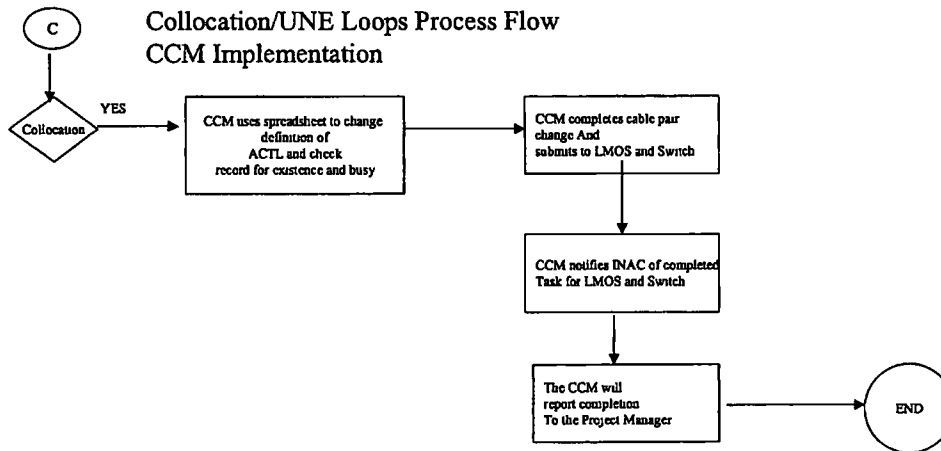 C
Collocation/UNE Loops Process Flow
CCM Implementation
Collocation
YES
CCM uses spreadsheet to change
definition of
ACTL and check
record for existence and busy
CCM completes cable pair
change And
submits to LMOS and Switch
CCM notifies INAC of completed
Task for LMOS and Switch
The CCM will
report completion
To the Project Manager
END